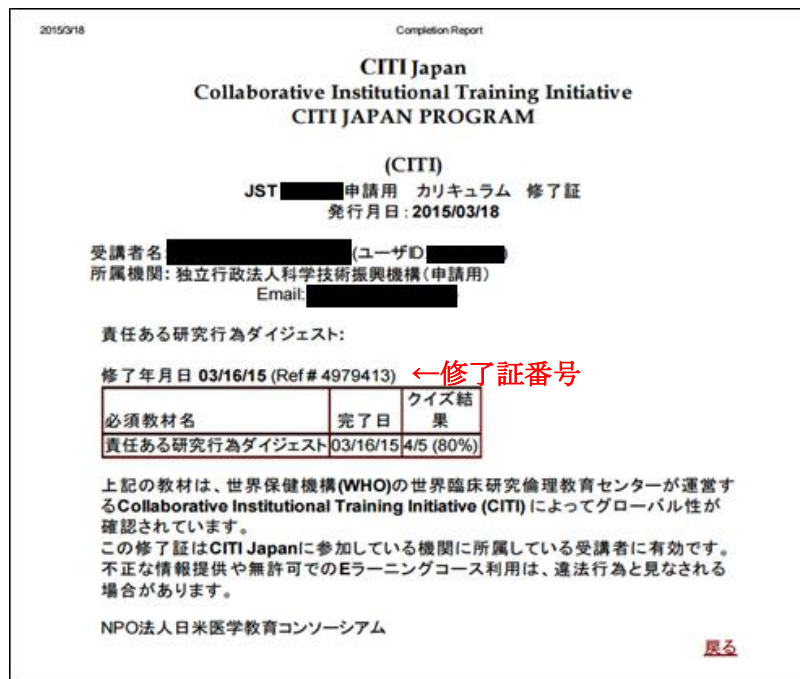 2015/3/18 Completion Report
CITI Japan
Collaborative Institutional Training Initiative
CITI JAPAN PROGRAM
(CITI)
JST 申請用 カリキュラム 修了証
発行月日:2015/03/18
受講者名: (ユーザID )
所属機関: 独立行政法人科学技術振興機構(申請用)
Email:
責任ある研究行為ダイジェスト:
修了年月日 03/16/15 (Ref # 4979413) ←修了証番号
必須教材名 完了日 クイズ結果
責任ある研究行為ダイジェスト 03/16/15 4/5 (80%)
上記の教材は、世界保健機構(WHO)の世界臨床研究倫理教育センターが運営す
るCollaborative Institutional Training Initiative (CITI) によってグローバル性が
確認されています。
この修了証はCITI Japanに参加している機関に所属している受講者に有効です。
不正な情報提供や無許可でのEラーニングコース利用は、違法行為と見なされる
場合があります。
NPO法人日米医学教育コンソーシアム
戻る